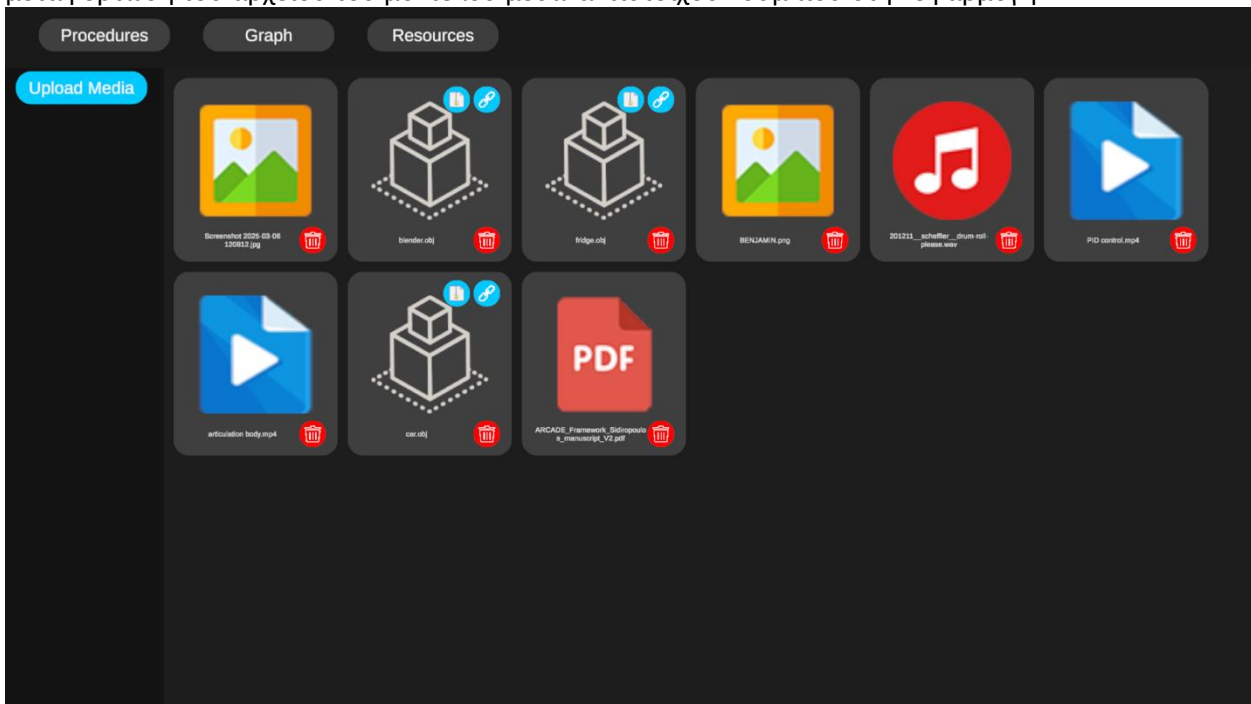 Procedures
Graph
Resources
Upload Media
Screenshot 2025-03-06
120812.jpg
blender.obj
fridge.obj
BENJAMIN.png
201211__schaffler__drum-roll-
please.wav
PID control.mp4
articulation body.mp4
car.obj
PDF
ARCADE_Framework_Sidiropoulo
s_manuscript_V2.pdf